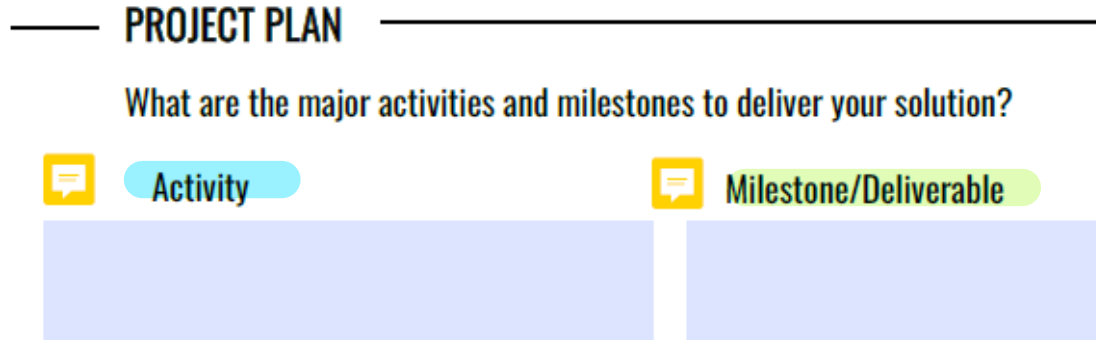 PROJECT PLAN
What are the major activities and milestones to deliver your solution?
Activity
Milestone/Deliverable